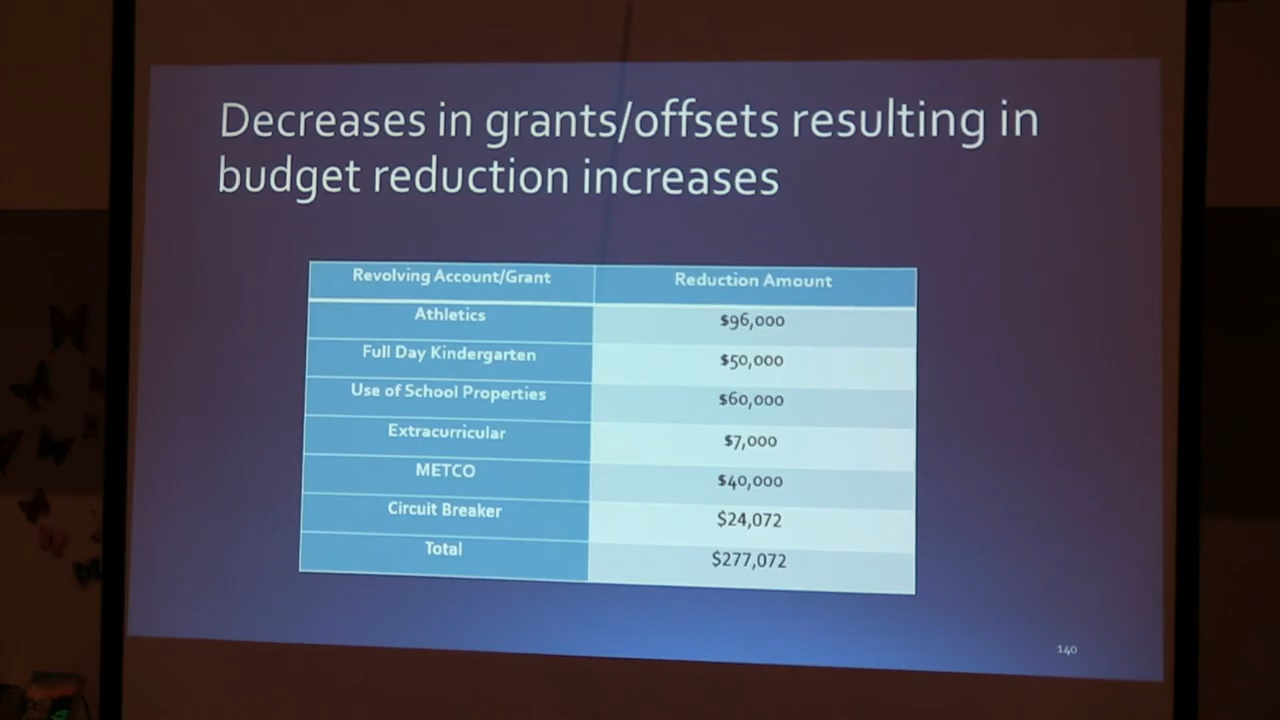 Decreases in grants/offsets resulting in
budget reduction increases
Revolving Account/Grant Reduction Amount
Athletics $96,000
Full Day Kindergarten $50,000
Use of School Properties $60,000
Extracurricular $7,000
METCO $40,000
Circuit Breaker $24,072
Total $277,072
140